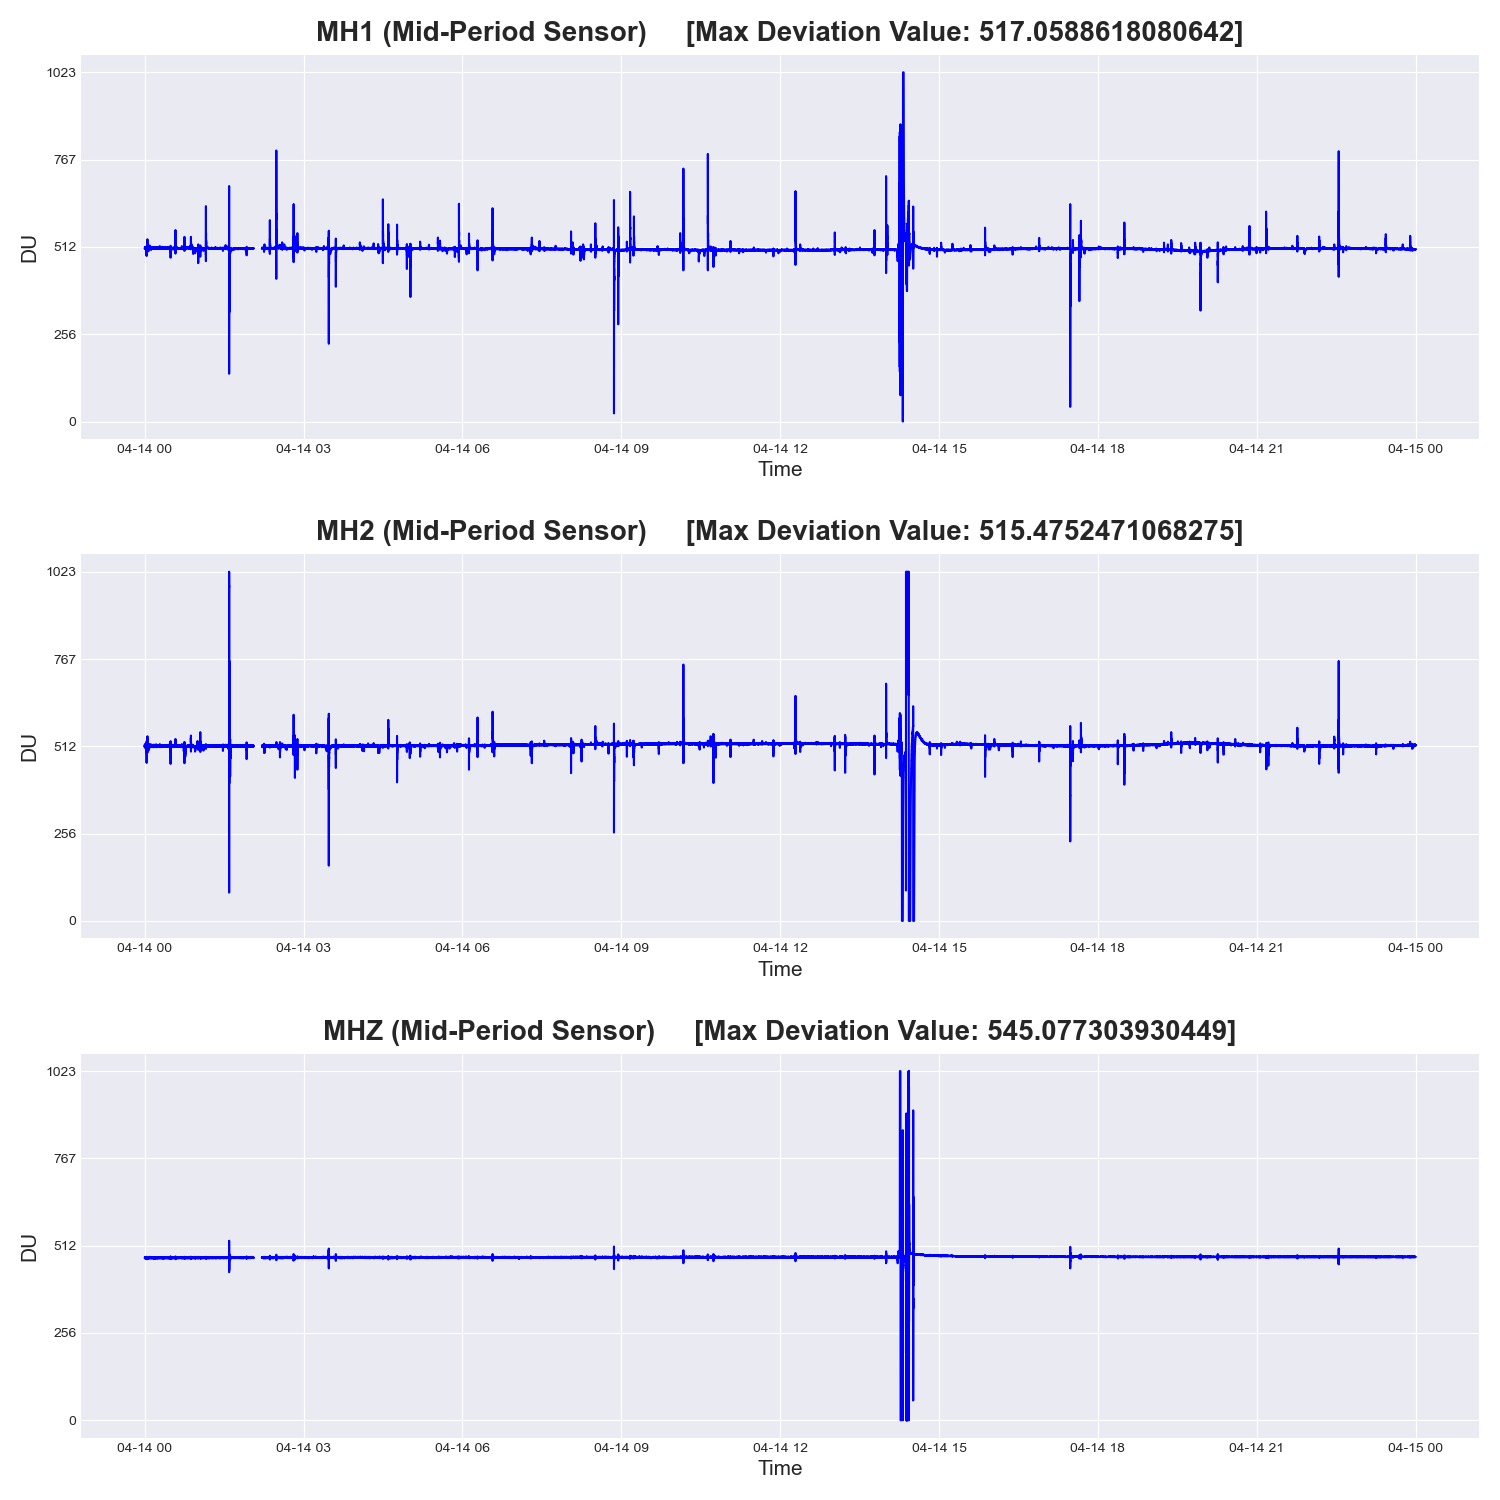 MH1 (Mid-Period Sensor) [Max Deviation Value: 517.0588618080642]
1023
767
512
256
0
DU
04-14 00 04-14 03 04-14 06 04-14 09 04-14 12 04-14 15 04-14 18 04-14 21 04-15 00
Time
MH2 (Mid-Period Sensor) [Max Deviation Value: 515.4752471068275]
1023
767
512
256
0
DU
04-14 00 04-14 03 04-14 06 04-14 09 04-14 12 04-14 15 04-14 18 04-14 21 04-15 00
Time
MHZ (Mid-Period Sensor) [Max Deviation Value: 545.077303930449]
1023
767
512
256
0
DU
04-14 00 04-14 03 04-14 06 04-14 09 04-14 12 04-14 15 04-14 18 04-14 21 04-15 00
Time